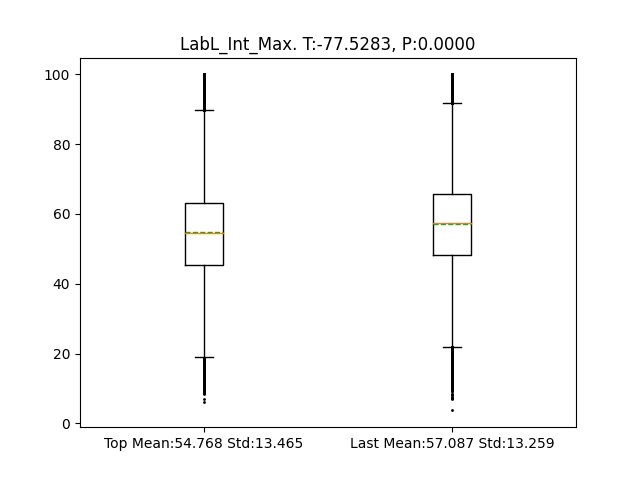 LabL_Int_Max. T:-77.5283, P:0.0000
100
80
60
40
20
0
Top Mean:54.768 Std:13.465
Last Mean:57.087 Std:13.259